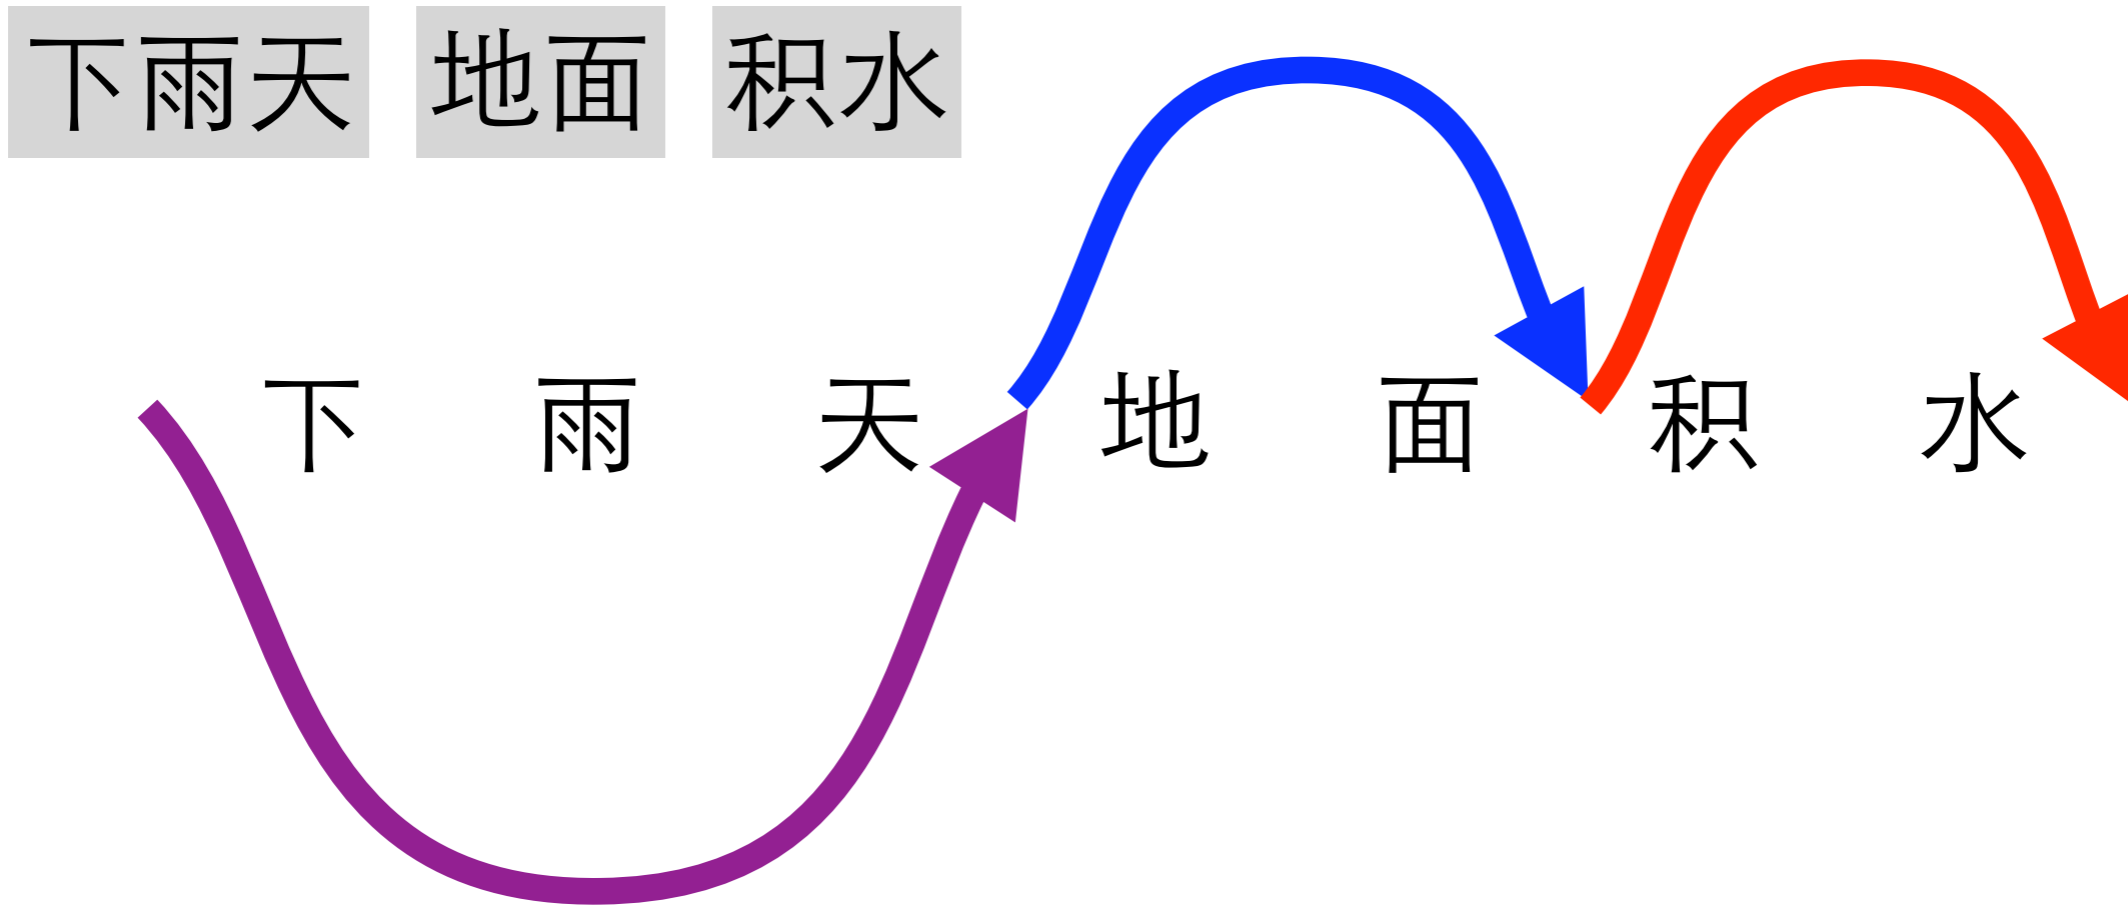 下雨天 地面 积水
下 雨 天 地 面 积 水